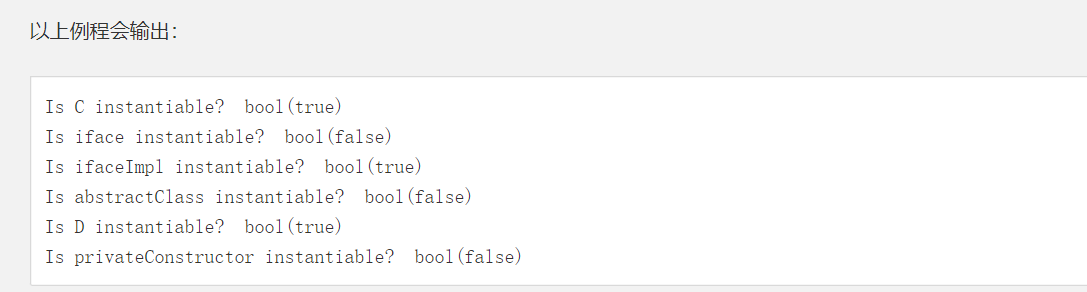 以上例程会输出：
Is C instantiable?  bool(true)
Is iface instantiable?  bool(false)
Is ifaceImpl instantiable?  bool(true)
Is abstractClass instantiable?  bool(false)
Is D instantiable?  bool(true)
Is privateConstructor instantiable?  bool(false)